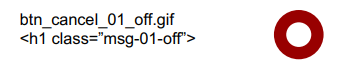 btn_cancel_01_off.gif
<h1 class=”msg-01-off”>